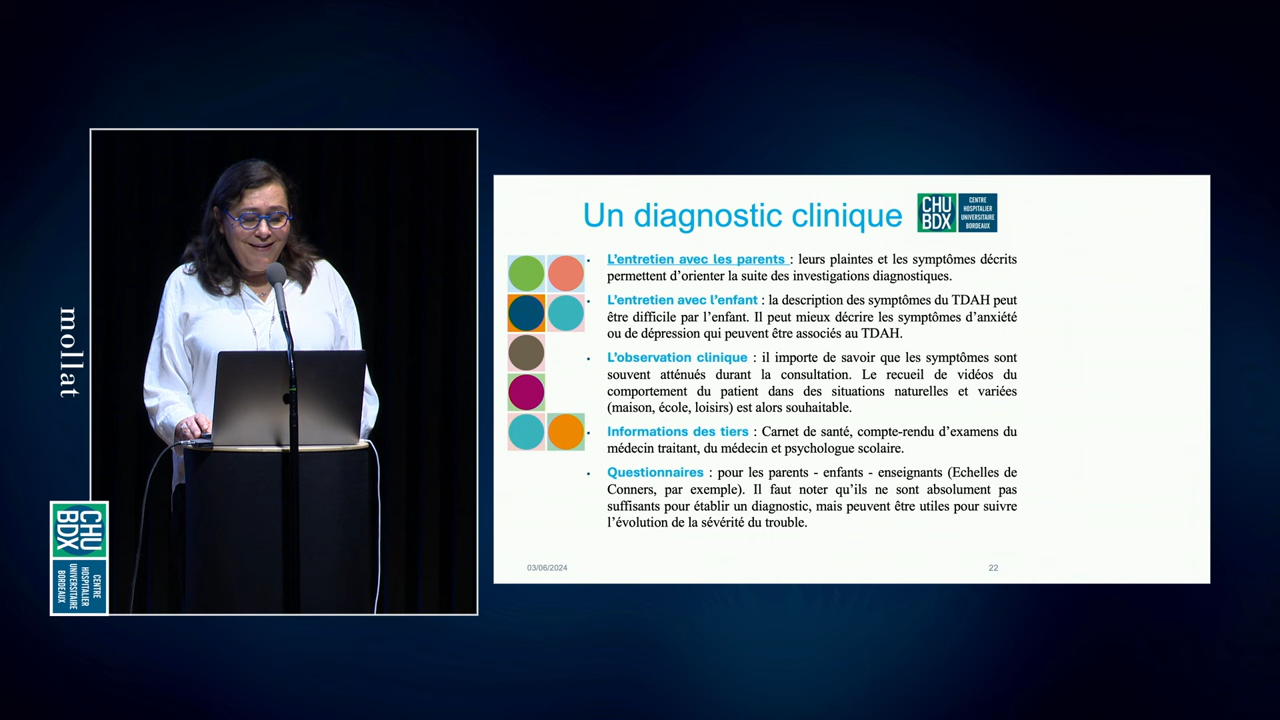 mollat
CHU
BDX
CENTRE
HOSPITALIER
UNIVERSITAIRE
BORDEAUX
Un diagnostic clinique
CHU
BDX
CENTRE
HOSPITALIER
UNIVERSITAIRE
BORDEAUX
• L’entretien avec les parents : leurs plaintes et les symptômes décrits
permettent d’orienter la suite des investigations diagnostiques.
• L’entretien avec l’enfant : la description des symptômes du TDAH peut
être difficile par l’enfant. Il peut mieux décrire les symptômes d’anxiété
ou de dépression qui peuvent être associés au TDAH.
• L’observation clinique : il importe de savoir que les symptômes sont
souvent atténués durant la consultation. Le recueil de vidéos du
comportement du patient dans des situations naturelles et variées
(maison, école, loisirs) est alors souhaitable.
• Informations des tiers : Carnet de santé, compte-rendu d’examens du
médecin traitant, du médecin et psychologue scolaire.
• Questionnaires : pour les parents - enfants - enseignants (Echelles de
Conners, par exemple). Il faut noter qu’ils ne sont absolument pas
suffisants pour établir un diagnostic, mais peuvent être utiles pour suivre
l’évolution de la sévérité du trouble.
03/06/2024
22